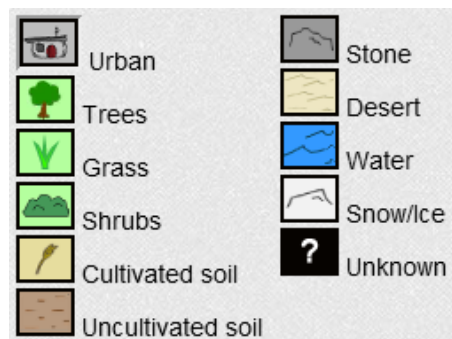 Urban
Trees
Grass
Shrubs
Cultivated soil
Uncultivated soil
Stone
Desert
Water
Snow/Ice
?
Unknown